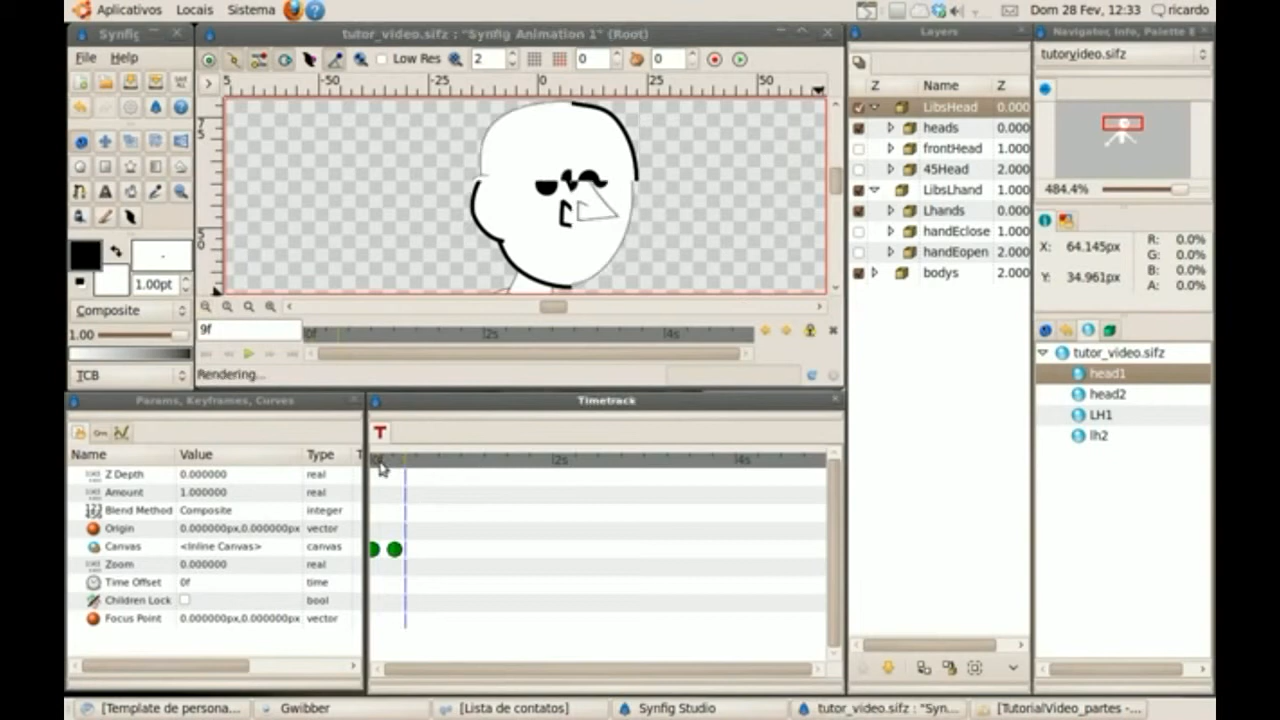 Aplicativos Locais Sistema Dom 28 Fev, 12:33 ricardo
Synfig
tutor_video.sifz : "Synfig Animation 1" (Root)
Layers
Navigator, Info, Palette E
File Help
Low Res 2 0 0
tutoryideo.sifz
-50 -25 0 25 50
Z Name Z
LibsHead 0.000
heads 0.000
frontHead 1.000
45Head 2.000
LibsLhand 1.000
Lhands 0.000
handEclose 1.000
handEopen 2.000
bodys 2.000
484.4%
X: 64.145px
Y: 34.961px
R: 0.0%
G: 0.0%
B: 0.0%
A: 0.0%
1.00pt
Composite
1.00
TCB
9f
0f 2s 4s
Rendering...
tutor_video.sifz
head1
head2
LH1
lh2
Params, Keyframes, Curves
Timetrack
Name Value Type T
Z Depth 0.000000 real
Amount 1.000000 real
Blend Method Composite integer
Origin 0.000000px,0.000000px vector
Canvas <Inline Canvas> canvas
Zoom 0.000000 real
Time Offset 0f time
Children Lock bool
Focus Point 0.000000px,0.000000px vector
2s 4s
[Template de persona... Gwibber [Lista de contatos] Synfig Studio tutor_video.sifz : "Syn... [TutorialVideo_partes -...